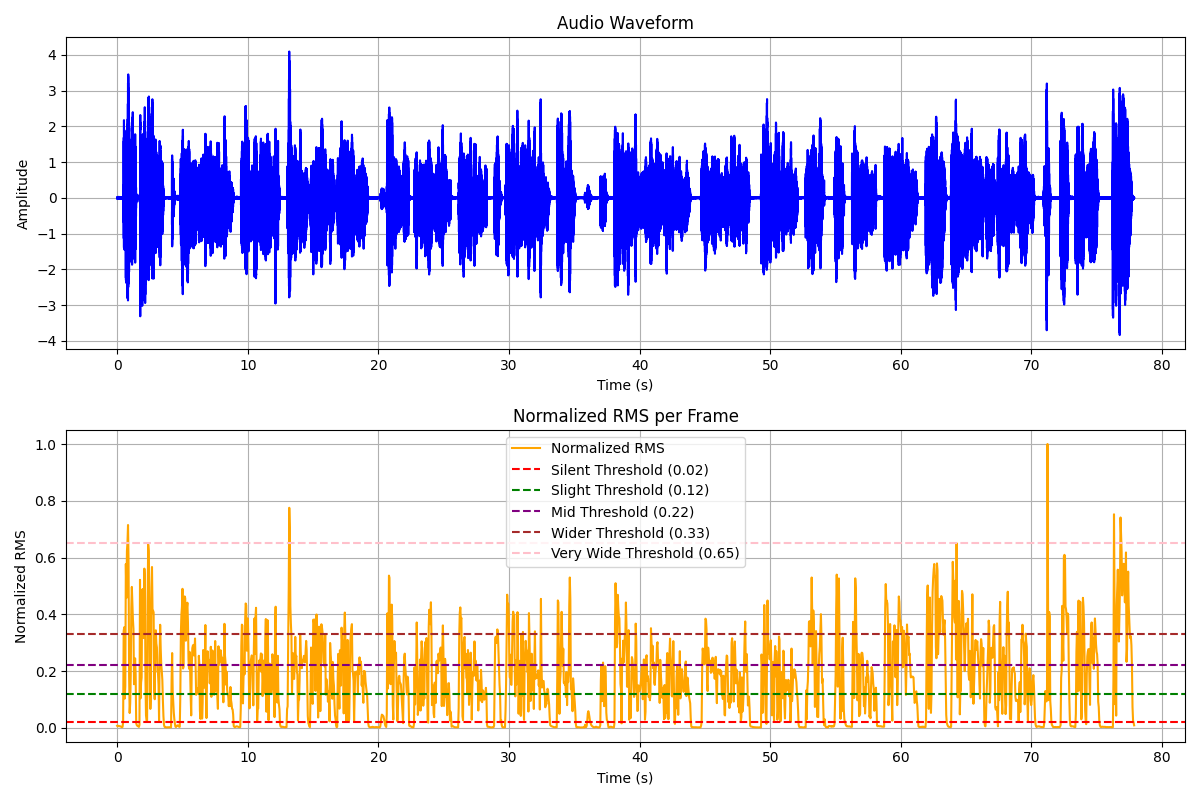 Audio Waveform
4
3
2
1
0
−1
−2
−3
−4
Amplitude
0 10 20 30 40 50 60 70 80
Time (s)
Normalized RMS per Frame
1.0
0.8
0.6
0.4
0.2
0.0
Normalized RMS
Normalized RMS
Silent Threshold (0.02)
Slight Threshold (0.12)
Mid Threshold (0.22)
Wider Threshold (0.33)
Very Wide Threshold (0.65)
0 10 20 30 40 50 60 70 80
Time (s)